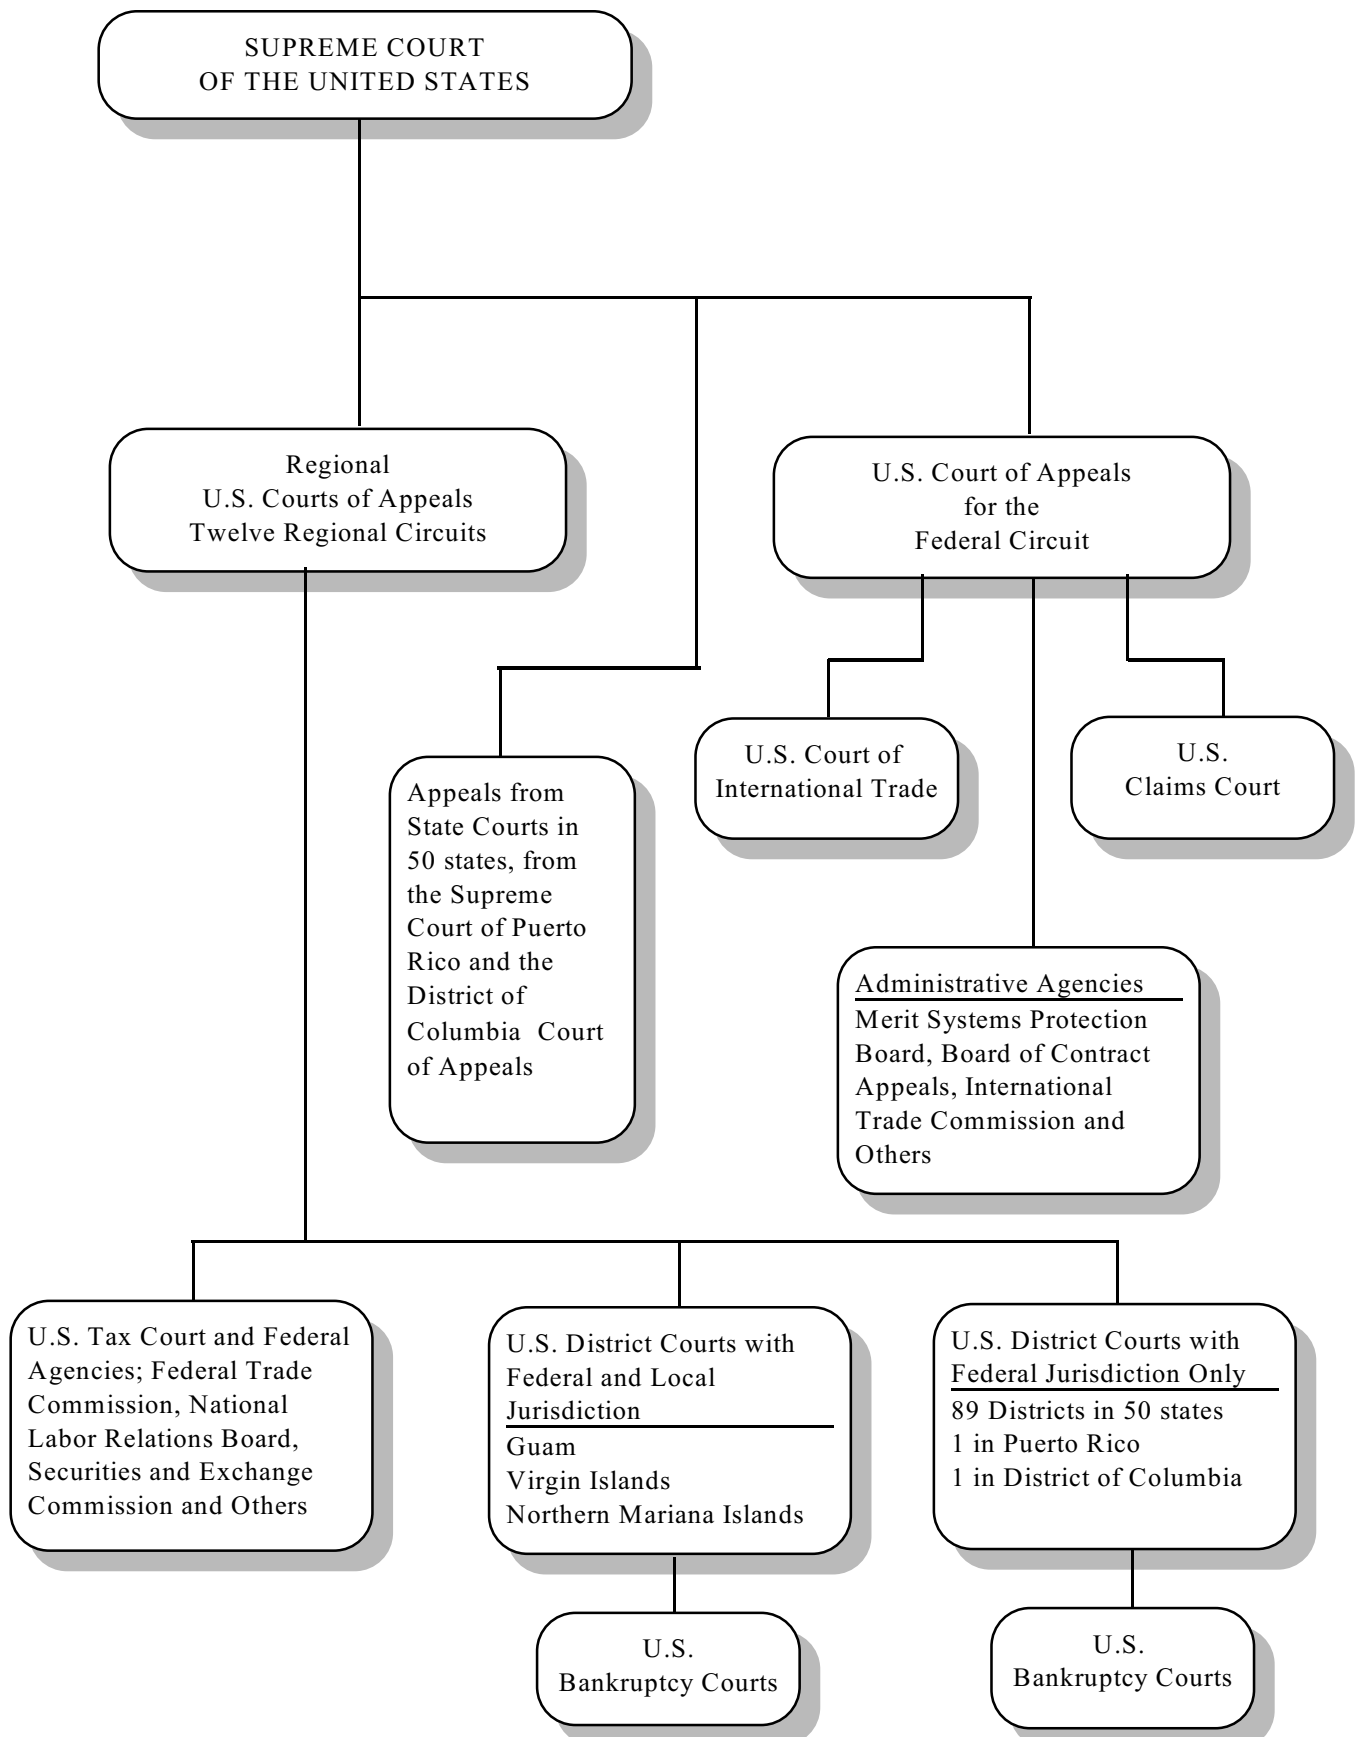 SUPREME COURT
OF THE UNITED STATES
Regional
U.S. Courts of Appeals
Twelve Regional Circuits
U.S. Court of Appeals
for the
Federal Circuit
Appeals from
State Courts in
50 states, from
the Supreme
Court of Puerto
Rico and the
District of
Columbia Court
of Appeals
U.S. Court of
International Trade
U.S.
Claims Court
Administrative Agencies
Merit Systems Protection
Board, Board of Contract
Appeals, International
Trade Commission and
Others
U.S. Tax Court and Federal
Agencies; Federal Trade
Commission, National
Labor Relations Board,
Securities and Exchange
Commission and Others
U.S. District Courts with
Federal and Local
Jurisdiction
Guam
Virgin Islands
Northern Mariana Islands
U.S. District Courts with
Federal Jurisdiction Only
89 Districts in 50 states
1 in Puerto Rico
1 in District of Columbia
U.S.
Bankruptcy Courts
U.S.
Bankruptcy Courts